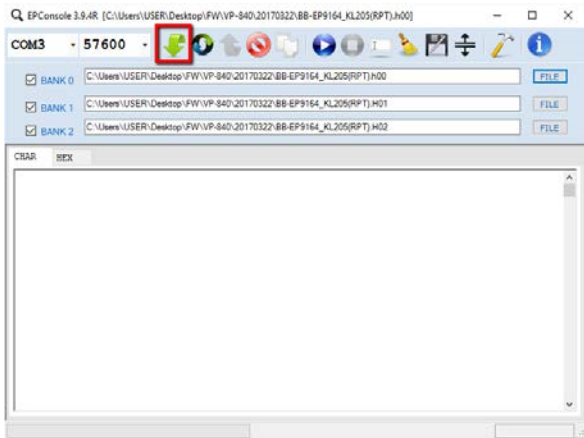 EPConsole 3.9.4R [C:\Users\USER\Desktop\FW\VP-840\20170322\BB-EP9164_KL205(RPT).h00]
COM3 57600
BANK 0 C:\Users\USER\Desktop\FW\VP-840\20170322\BB-EP9164_KL205(RPT).h00 FILE
BANK 1 C:\Users\USER\Desktop\FW\VP-840\20170322\BB-EP9164_KL205(RPT).H01 FILE
BANK 2 C:\Users\USER\Desktop\FW\VP-840\20170322\BB-EP9164_KL205(RPT).H02 FILE
CHAR HEX